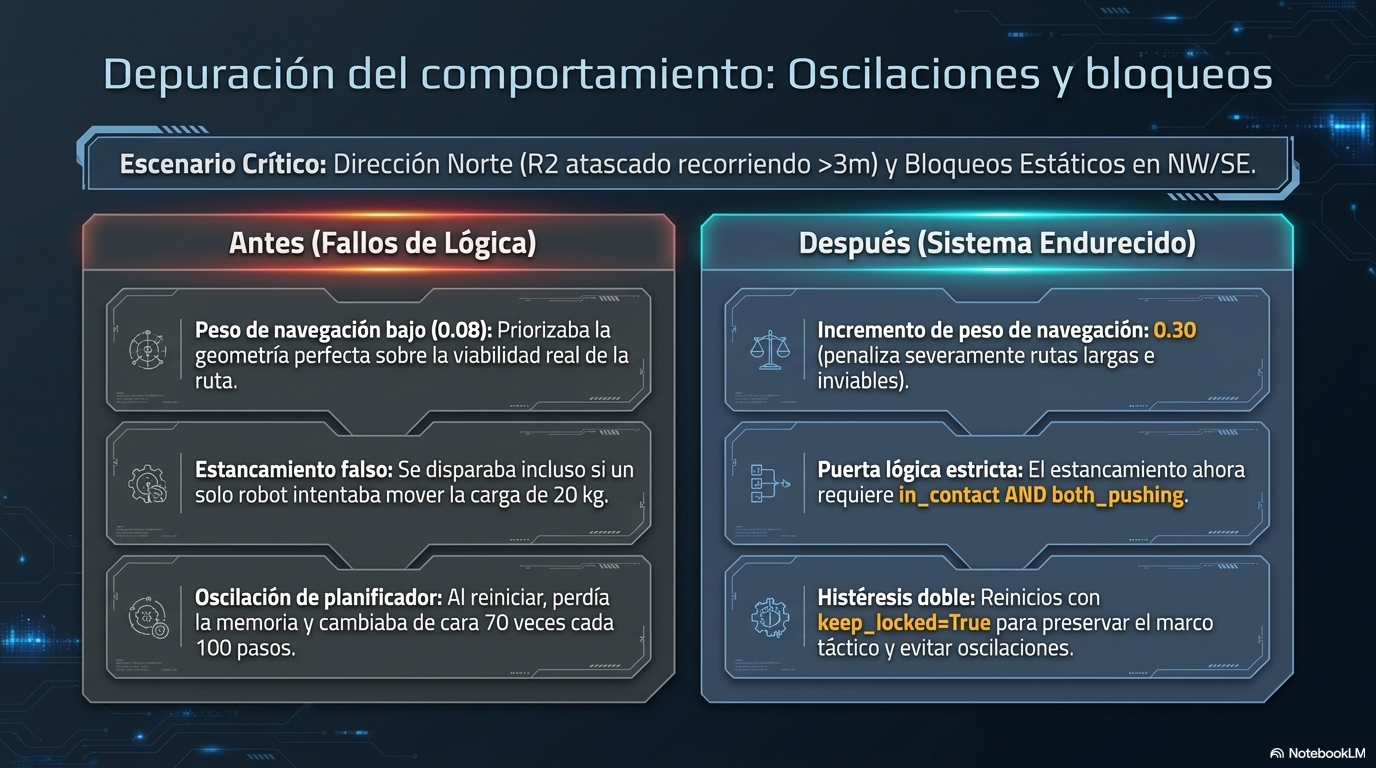 Depuración del comportamiento: Oscilaciones y bloqueos
Escenario Crítico: Dirección Norte (R2 atascado recorriendo >3m) y Bloqueos Estáticos en NW/SE.
Antes (Fallos de Lógica)
Peso de navegación bajo (0.08): Priorizaba la
geometría perfecta sobre la viabilidad real de la
ruta.
Estancamiento falso: Se disparaba incluso si un
solo robot intentaba mover la carga de 20 kg.
Oscilación de planificador: Al reiniciar, perdía
la memoria y cambiaba de cara 70 veces cada
100 pasos.
Después (Sistema Endurecido)
Incremento de peso de navegación: 0.30
(penaliza severamente rutas largas e
inviables).
Puerta lógica estricta: El estancamiento ahora
requiere in_contact AND both_pushing.
Histéresis doble: Reinicios con
keep_locked=True para preservar el marco
táctico y evitar oscilaciones.
NotebookLM